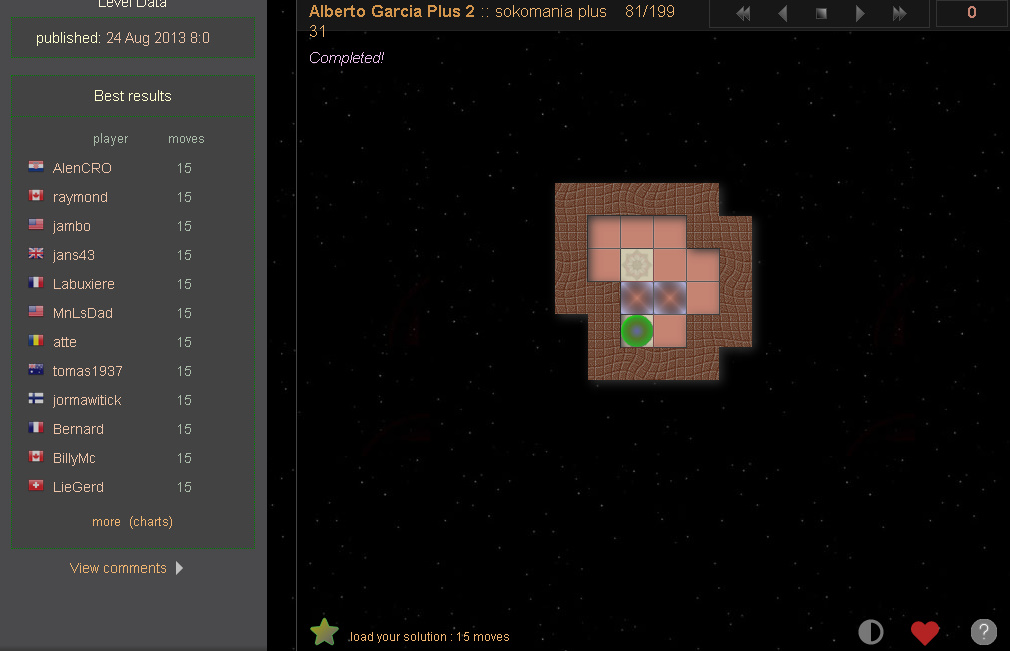 Level Data
published: 24 Aug 2013 8:0
Best results
player moves
AlenCRO 15
raymond 15
jambo 15
jans43 15
Labuxiere 15
MnLsDad 15
atte 15
tomas1937 15
jormawitick 15
Bernard 15
BillyMc 15
LieGerd 15
more (charts)
View comments
Alberto Garcia Plus 2 :: sokomania plus 81/199
31
0
Completed!
load your solution : 15 moves
?